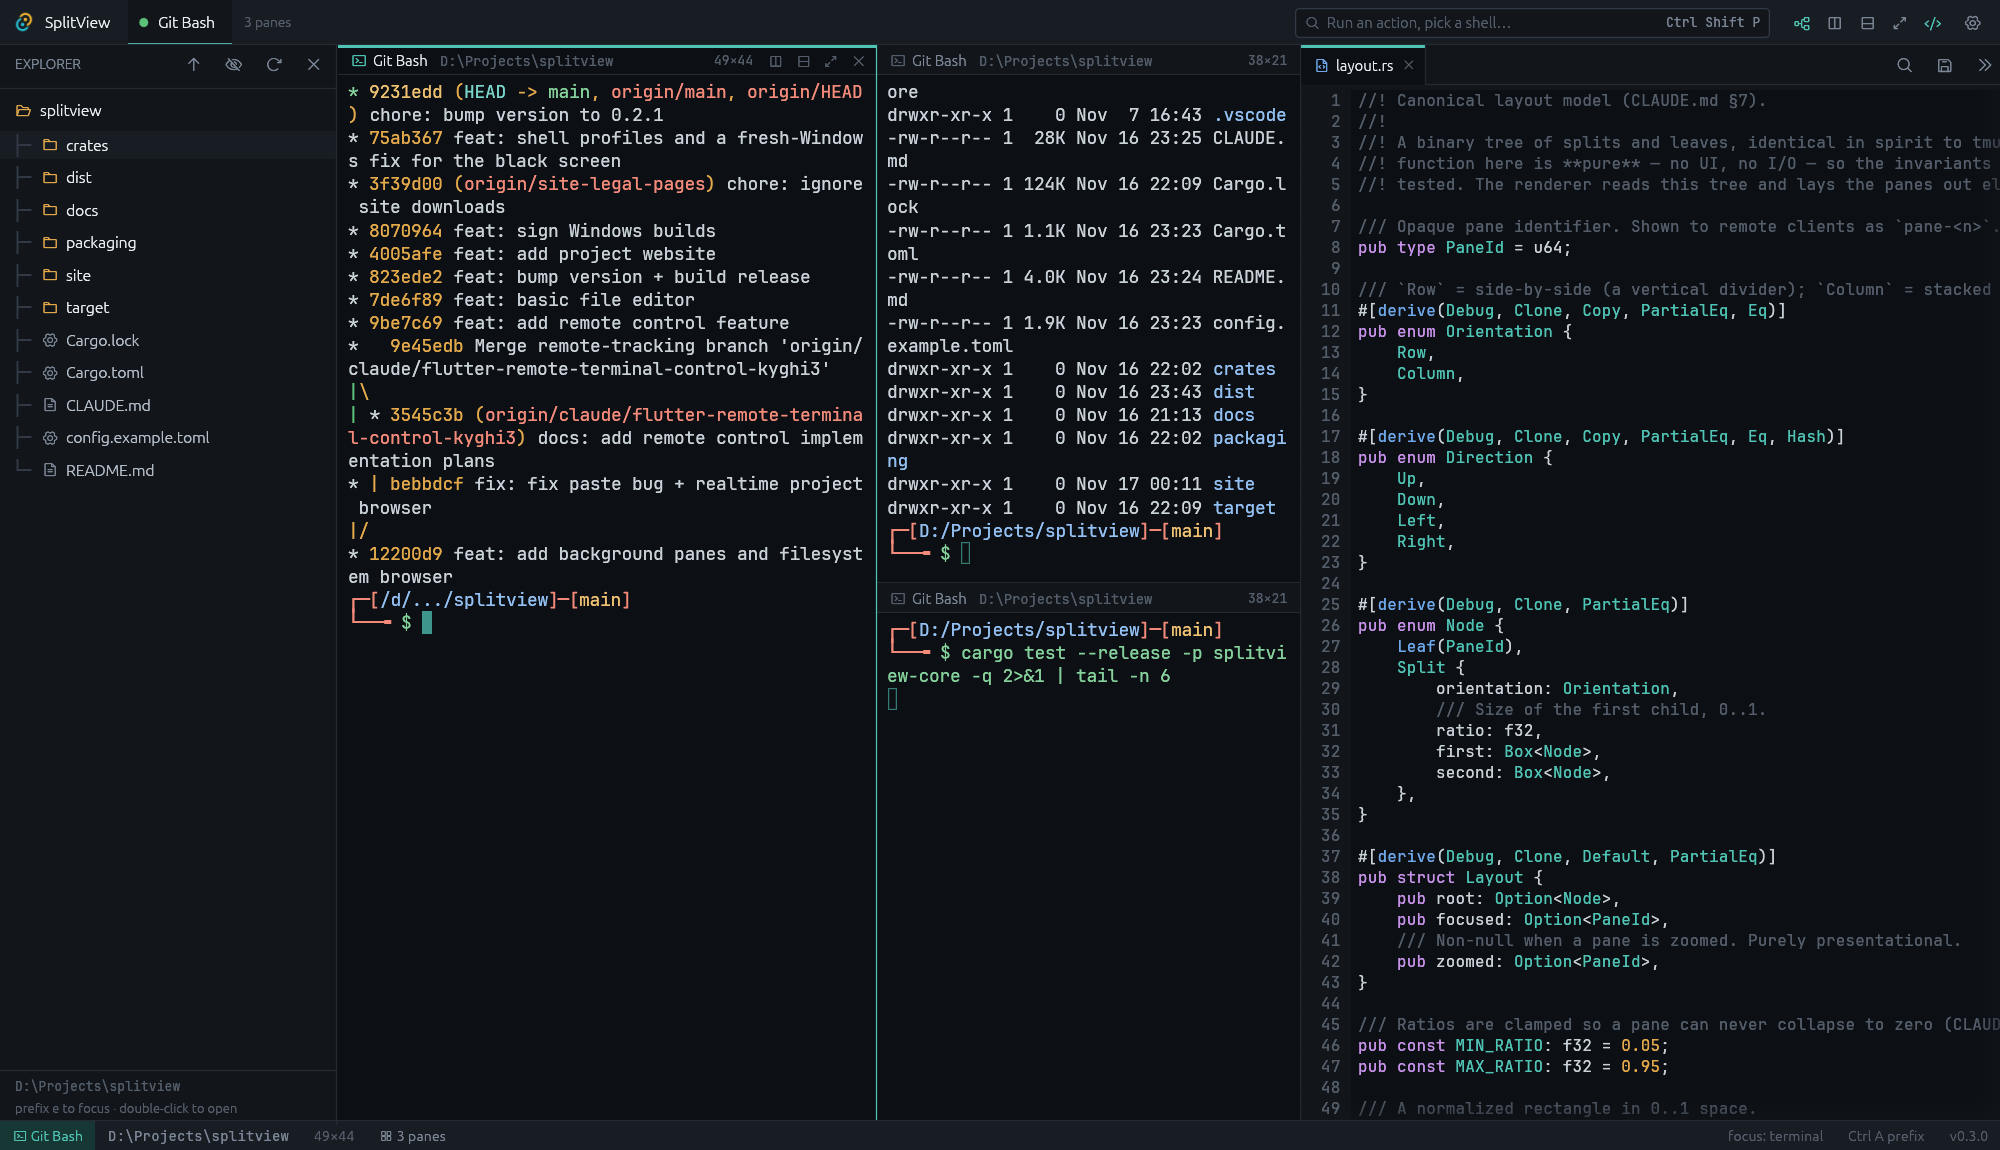 SplitView
Git Bash
3 panes
Run an action, pick a shell...
Ctrl Shift P
EXPLORER
splitview
crates
dist
docs
packaging
site
target
Cargo.lock
Cargo.toml
CLAUDE.md
config.example.toml
README.md
D:\Projects\splitview
prefix e to focus · double-click to open
Git Bash D:\Projects\splitview 49×44
* 9231edd (HEAD -> main, origin/main, origin/HEAD
) chore: bump version to 0.2.1
* 75ab367 feat: shell profiles and a fresh-Window
s fix for the black screen
* 3f39d00 (origin/site-legal-pages) chore: ignore
 site downloads
* 8070964 feat: sign Windows builds
* 4005afe feat: add project website
* 823ede2 feat: bump version + build release
* 7de6f89 feat: basic file editor
* 9be7c69 feat: add remote control feature
*   9e45edb Merge remote-tracking branch 'origin/
claude/flutter-remote-terminal-control-kyghi3'
|\
| * 3545c3b (origin/claude/flutter-remote-termina
l-control-kyghi3) docs: add remote control implem
entation plans
* | bebbdcf fix: fix paste bug + realtime project
 browser
|/
* 12200d9 feat: add background panes and filesyst
em browser
┌─[/d/.../splitview]─[main]
└──╼ $
Git Bash D:\Projects\splitview 38×21
ore
drwxr-xr-x 1    0 Nov  7 16:43 .vscode
-rw-r--r-- 1  28K Nov 16 23:25 CLAUDE.
md
-rw-r--r-- 1 124K Nov 16 22:09 Cargo.l
ock
-rw-r--r-- 1 1.1K Nov 16 23:23 Cargo.t
oml
-rw-r--r-- 1 4.0K Nov 16 23:24 README.
md
-rw-r--r-- 1 1.9K Nov 16 23:23 config.
example.toml
drwxr-xr-x 1    0 Nov 16 22:02 crates
drwxr-xr-x 1    0 Nov 16 23:43 dist
drwxr-xr-x 1    0 Nov 16 21:13 docs
drwxr-xr-x 1    0 Nov 16 22:02 packagi
ng
drwxr-xr-x 1    0 Nov 17 00:11 site
drwxr-xr-x 1    0 Nov 16 22:09 target
┌─[D:/Projects/splitview]─[main]
└──╼ $
Git Bash D:\Projects\splitview 38×21
┌─[D:/Projects/splitview]─[main]
└──╼ $ cargo test --release -p splitvi
ew-core -q 2>&1 | tail -n 6
layout.rs
1 //! Canonical layout model (CLAUDE.md §7).
2 //!
3 //! A binary tree of splits and leaves, identical in spirit to tmu
4 //! function here is **pure** — no UI, no I/O — so the invariants
5 //! tested. The renderer reads this tree and lays the panes out el
6
7 /// Opaque pane identifier. Shown to remote clients as `pane-<n>`.
8 pub type PaneId = u64;
9
10 /// `Row` = side-by-side (a vertical divider); `Column` = stacked
11 #[derive(Debug, Clone, Copy, PartialEq, Eq)]
12 pub enum Orientation {
13     Row,
14     Column,
15 }
16
17 #[derive(Debug, Clone, Copy, PartialEq, Eq, Hash)]
18 pub enum Direction {
19     Up,
20     Down,
21     Left,
22     Right,
23 }
24
25 #[derive(Debug, Clone, PartialEq)]
26 pub enum Node {
27     Leaf(PaneId),
28     Split {
29         orientation: Orientation,
30         /// Size of the first child, 0..1.
31         ratio: f32,
32         first: Box<Node>,
33         second: Box<Node>,
34     },
35 }
36
37 #[derive(Debug, Clone, Default, PartialEq)]
38 pub struct Layout {
39     pub root: Option<Node>,
40     pub focused: Option<PaneId>,
41     /// Non-null when a pane is zoomed. Purely presentational.
42     pub zoomed: Option<PaneId>,
43 }
44
45 /// Ratios are clamped so a pane can never collapse to zero (CLAUD
46 pub const MIN_RATIO: f32 = 0.05;
47 pub const MAX_RATIO: f32 = 0.95;
48
49 /// A normalized rectangle in 0..1 space.
Git Bash D:\Projects\splitview 49×44 3 panes
focus: terminal Ctrl A prefix v0.3.0